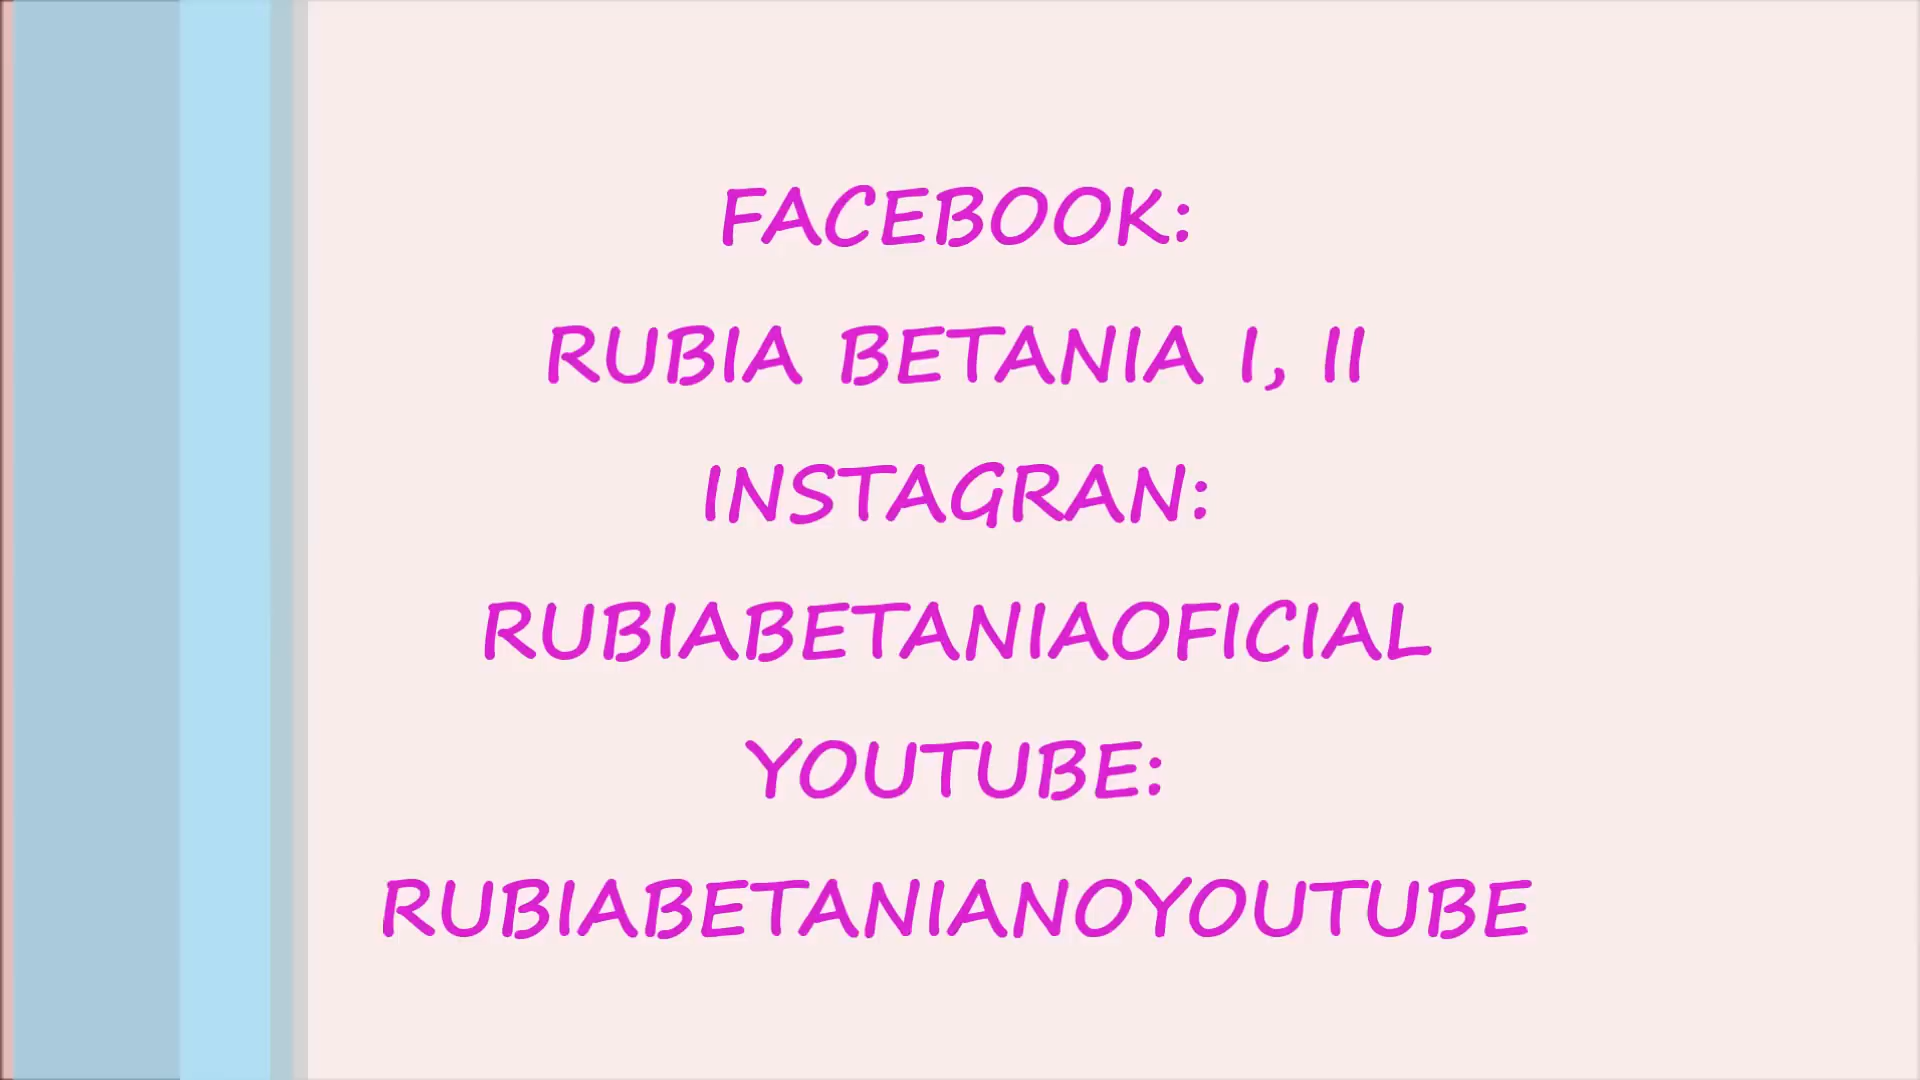 FACEBOOK:
RUBIA BETANIA I, II
INSTAGRAN:
RUBIABETANIAOFICIAL
YOUTUBE:
RUBIABETANIANOYOUTUBE